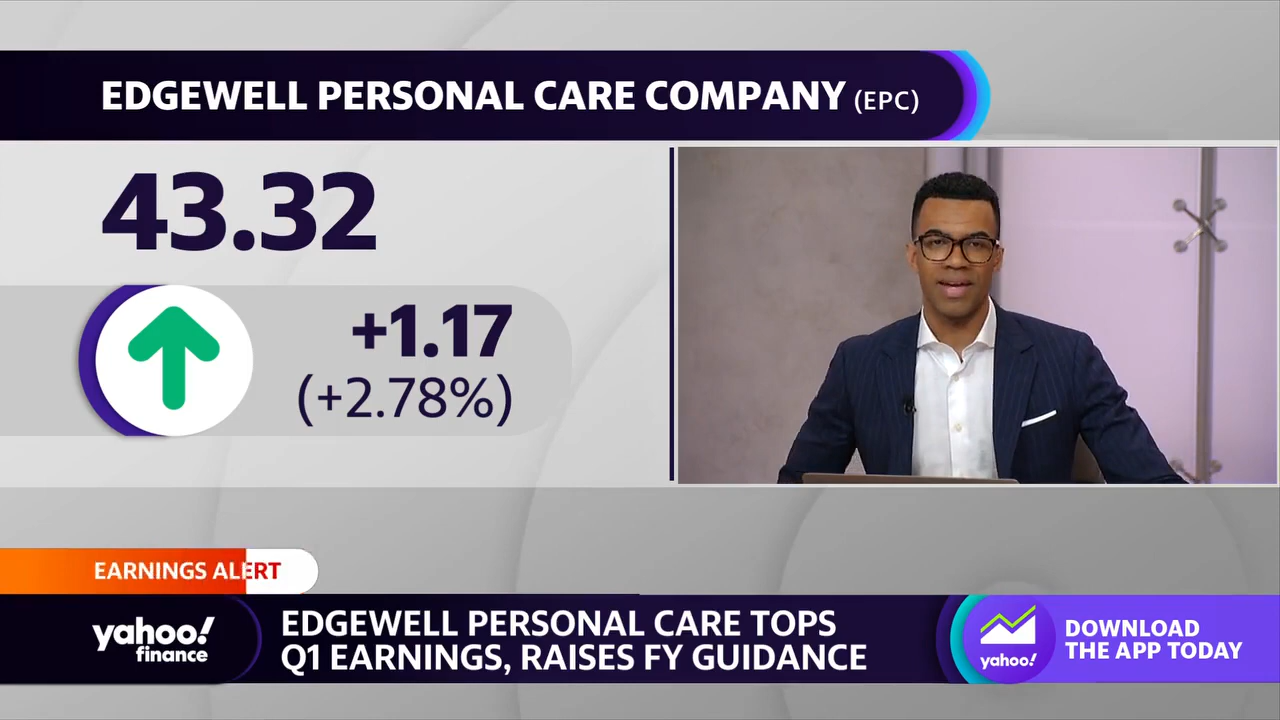 EDGEWELL PERSONAL CARE COMPANY (EPC)
43.32
+1.17
(+2.78%)
EARNINGS ALERT
yahoo!
finance
EDGEWELL PERSONAL CARE TOPS
Q1 EARNINGS, RAISES FY GUIDANCE
yahoo!
DOWNLOAD
THE APP TODAY